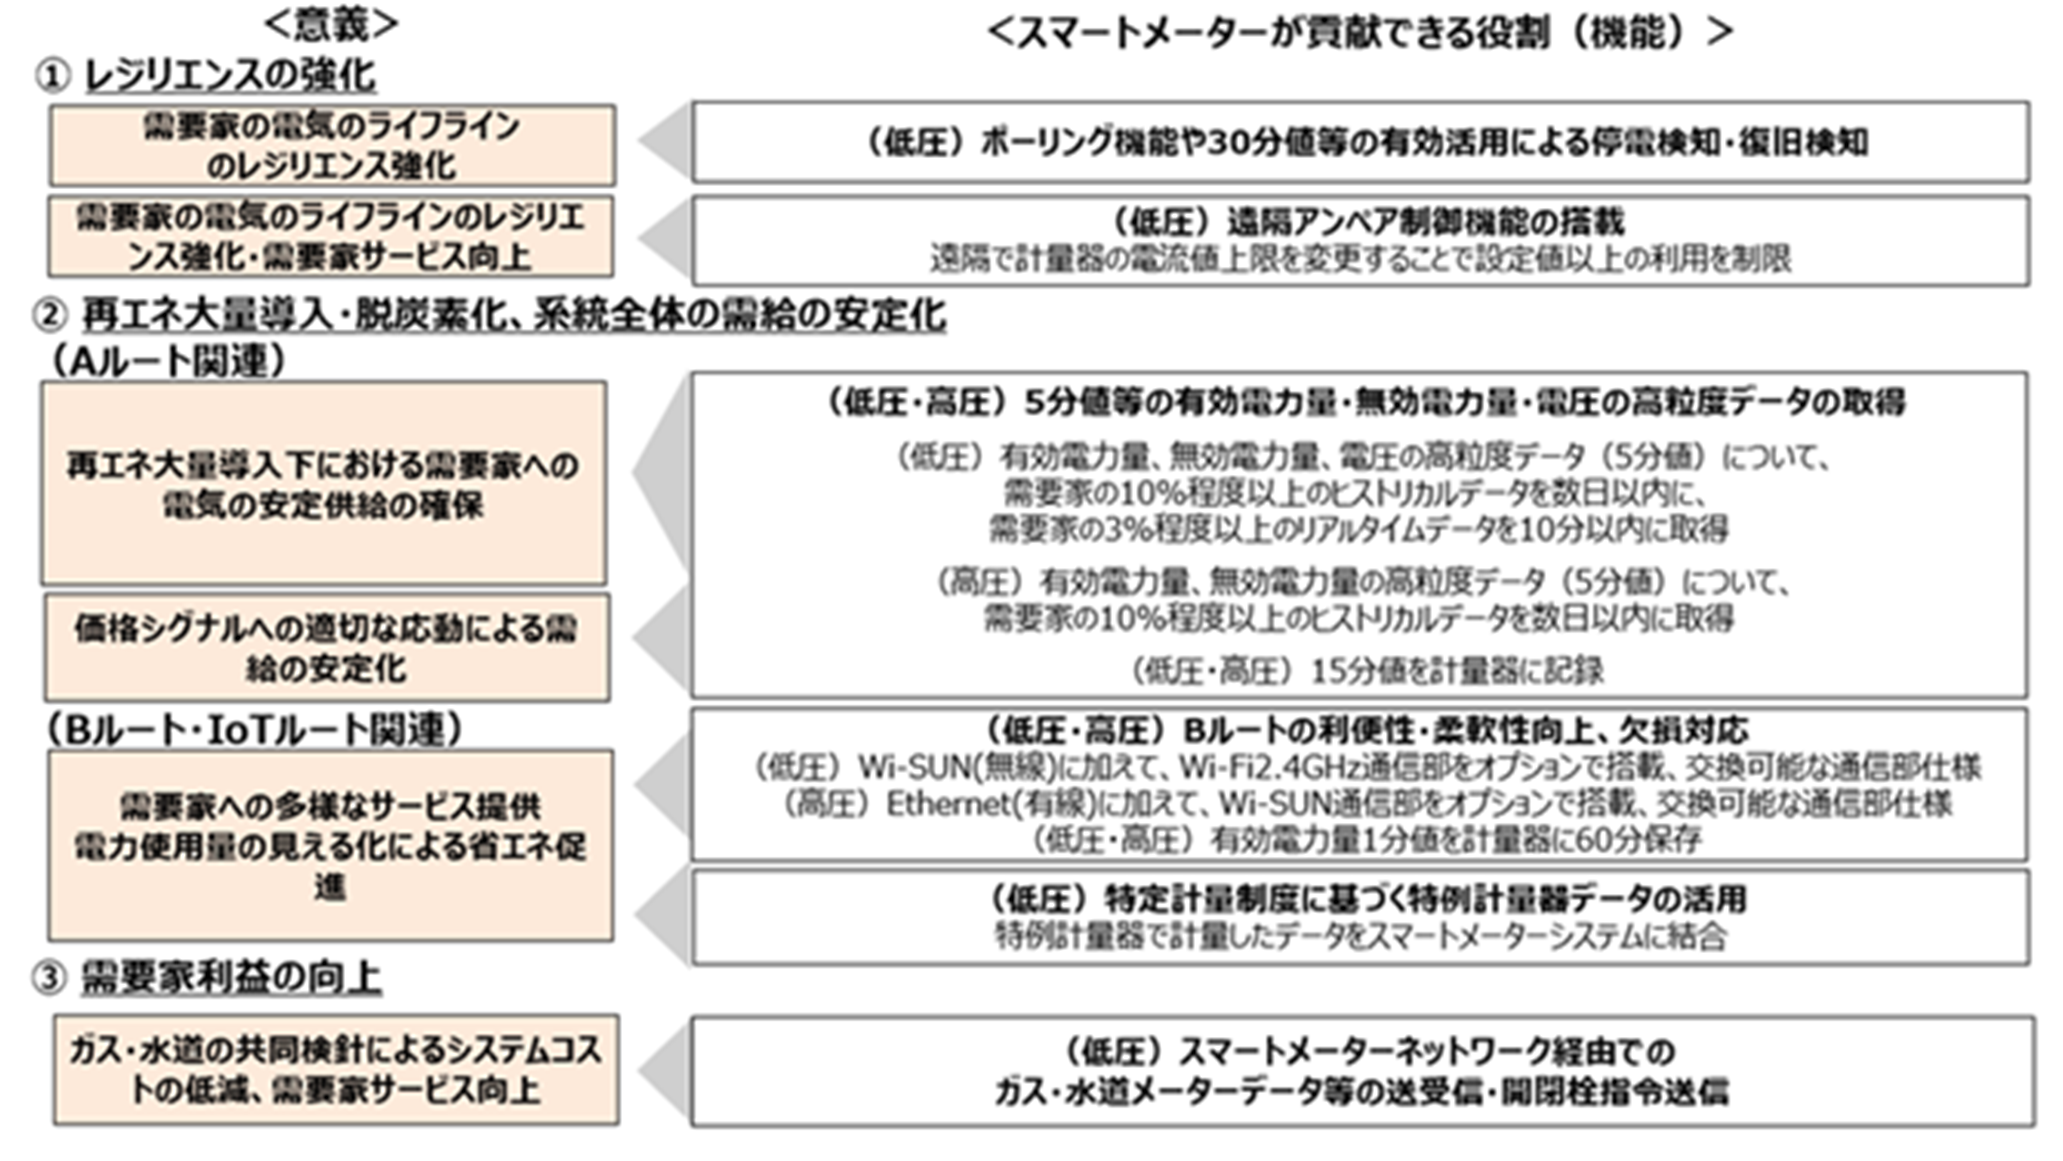 ＜意義＞
＜スマートメーターが貢献できる役割（機能）＞
① レジリエンスの強化
需要家の電気のライフライン
のレジリエンス強化
（低圧）ポーリング機能や30分値等の有効活用による停電検知・復旧検知
需要家の電気のライフラインのレジリエ
ンス強化・需要家サービス向上
（低圧）遠隔アンペア制御機能の搭載
遠隔で計量器の電流値上限を変更することで設定値以上の利用を制限
② 再エネ大量導入・脱炭素化、系統全体の需給の安定化
（Aルート関連）
再エネ大量導入下における需要家への
電気の安定供給の確保
価格シグナルへの適切な応動による需
給の安定化
（低圧・高圧）5分値等の有効電力量・無効電力量・電圧の高粒度データの取得
（低圧）有効電力量、無効電力量、電圧の高粒度データ（5分値）について、
需要家の10%程度以上のヒストリカルデータを数日以内に、
需要家の3%程度以上のリアルタイムデータを10分以内に取得
（高圧）有効電力量、無効電力量の高粒度データ（5分値）について、
需要家の10%程度以上のヒストリカルデータを数日以内に取得
（低圧・高圧）15分値を計量器に記録
（Bルート・IoTルート関連）
需要家への多様なサービス提供
電力使用量の見える化による省エネ促
進
（低圧・高圧）Bルートの利便性・柔軟性向上、欠損対応
（低圧）Wi-SUN(無線)に加えて、Wi-Fi2.4GHz通信部をオプションで搭載、交換可能な通信部仕様
（高圧）Ethernet(有線)に加えて、Wi-SUN通信部をオプションで搭載、交換可能な通信部仕様
（低圧・高圧）有効電力量1分値を計量器に60分保存
（低圧）特定計量制度に基づく特例計量器データの活用
特例計量器で計量したデータをスマートメーターシステムに結合
③ 需要家利益の向上
ガス・水道の共同検針によるシステムコス
トの低減、需要家サービス向上
（低圧）スマートメーターネットワーク経由での
ガス・水道メーターデータ等の送受信・開閉栓指令送信